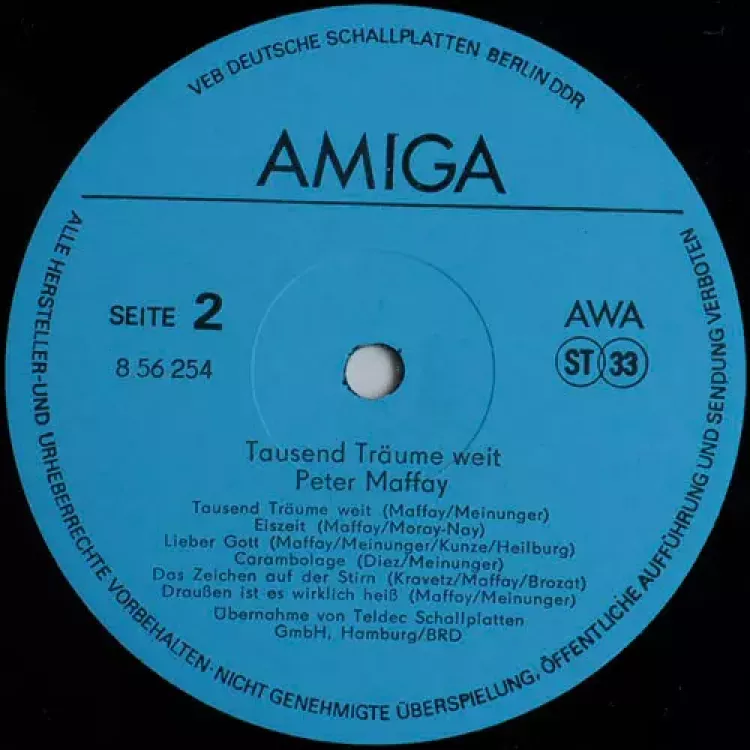 VEB DEUTSCHE SCHALLPLATTEN BERLIN DDR
AMIGA
SEITE 2
8 56 254
AWA
ST 33
Tausend Träume weit
Peter Maffay
Tausend Träume weit (Maffay/Meinunger)
Eiszeit (Maffay/Moray-Nay)
Lieber Gott (Maffay/Meinunger/Kunze/Heilburg)
Carambolage (Diez/Meinunger)
Das Zeichen auf der Stirn (Kravetz/Maffay/Brozat)
Draußen ist es wirklich heiß (Maffay/Meinunger)
Übernahme von Teldec Schallplatten
GmbH, Hamburg/BRD
ALLE HERSTELLER-UND URHEBERRECHTE VORBEHALTEN·NICHT GENEHMIGTE ÜBERSPIELUNG, ÖFFENTLICHE AUFFÜHRUNG UND SENDUNG VERBOTEN